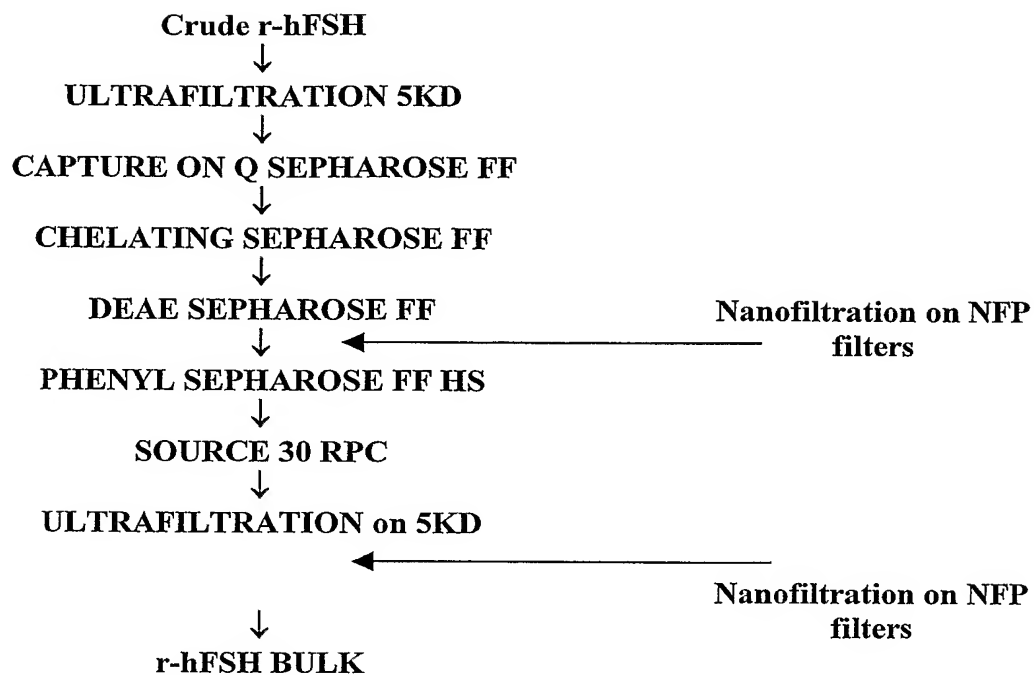 Crude r-hFSH
↓
ULTRAFILTRATION 5KD
↓
CAPTURE ON Q SEPHAROSE FF
↓
CHELATING SEPHAROSE FF
↓
DEAE SEPHAROSE FF
Nanofiltration on NFP
filters
↓
PHENYL SEPHAROSE FF HS
↓
SOURCE 30 RPC
↓
ULTRAFILTRATION on 5KD
Nanofiltration on NFP
filters
↓
r-hFSH BULK